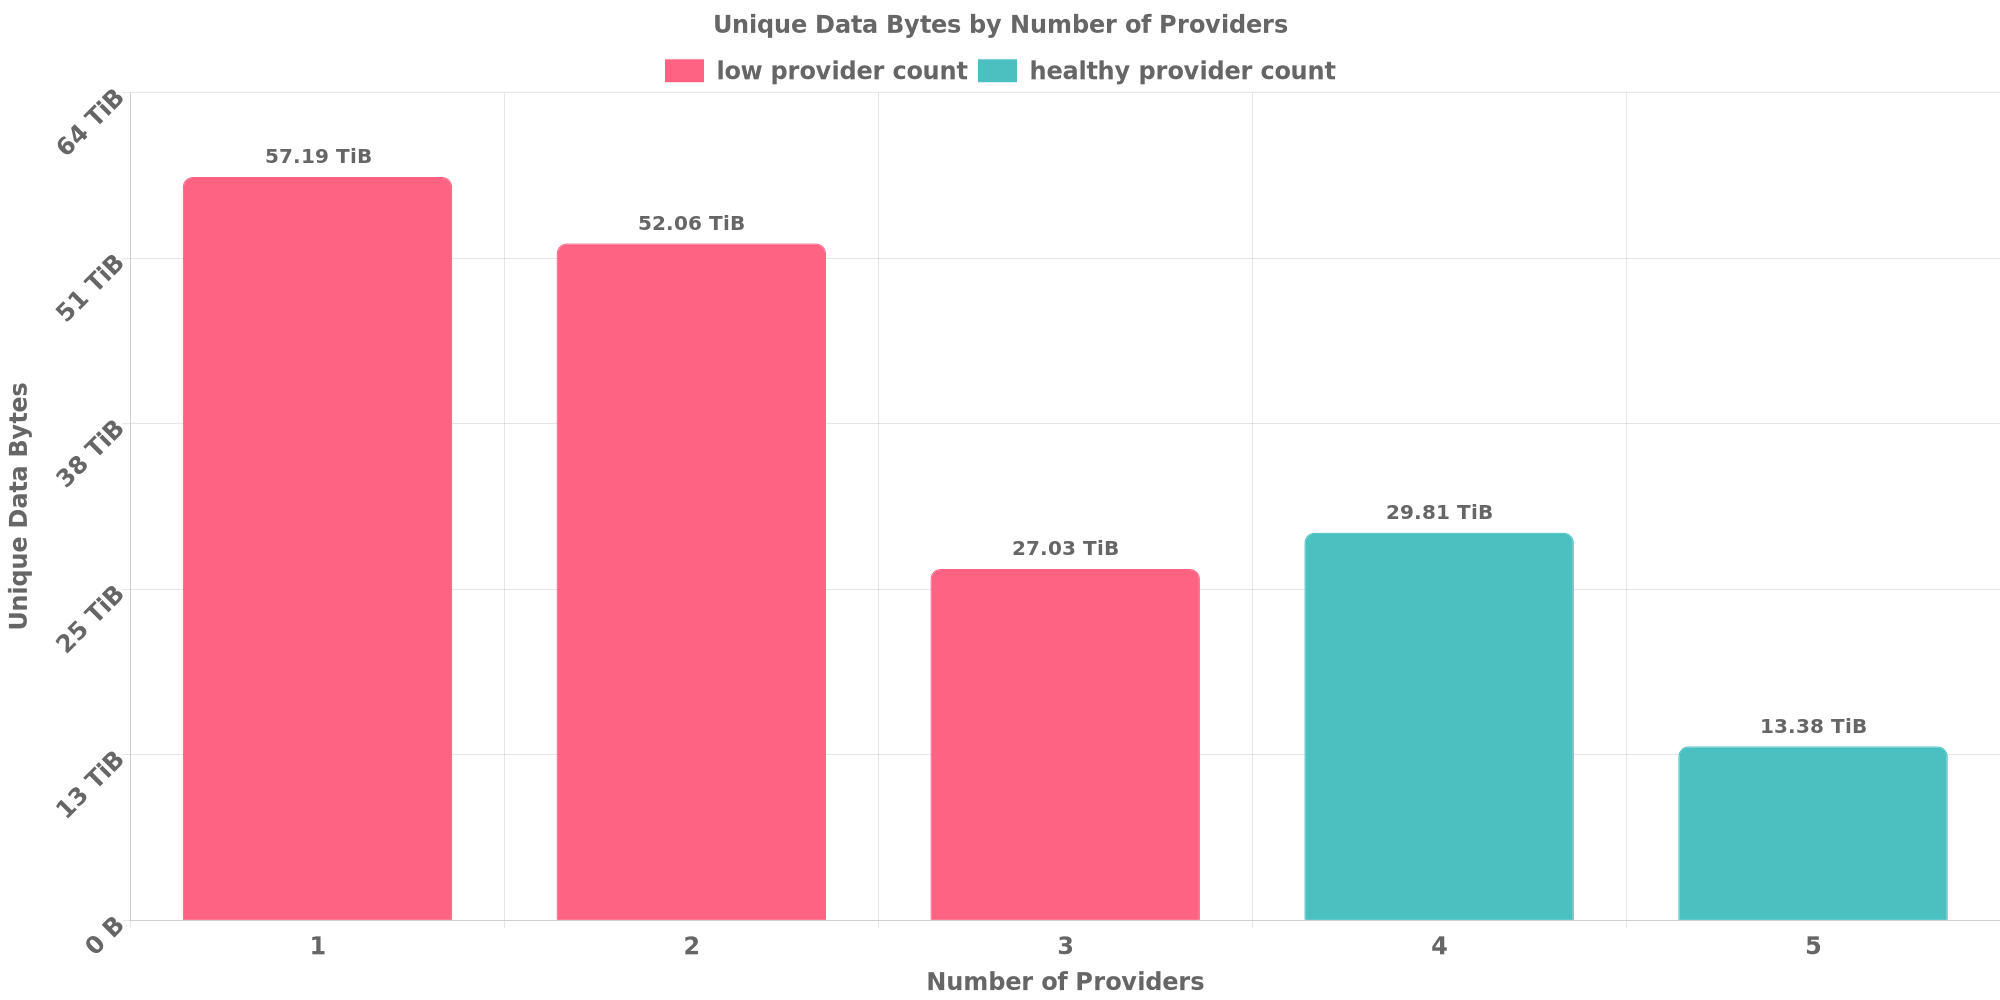 Unique Data Bytes by Number of Providers
low provider count healthy provider count
64 TiB
51 TiB
38 TiB
25 TiB
13 TiB
0 B
Unique Data Bytes
57.19 TiB
52.06 TiB
27.03 TiB
29.81 TiB
13.38 TiB
1 2 3 4 5
Number of Providers